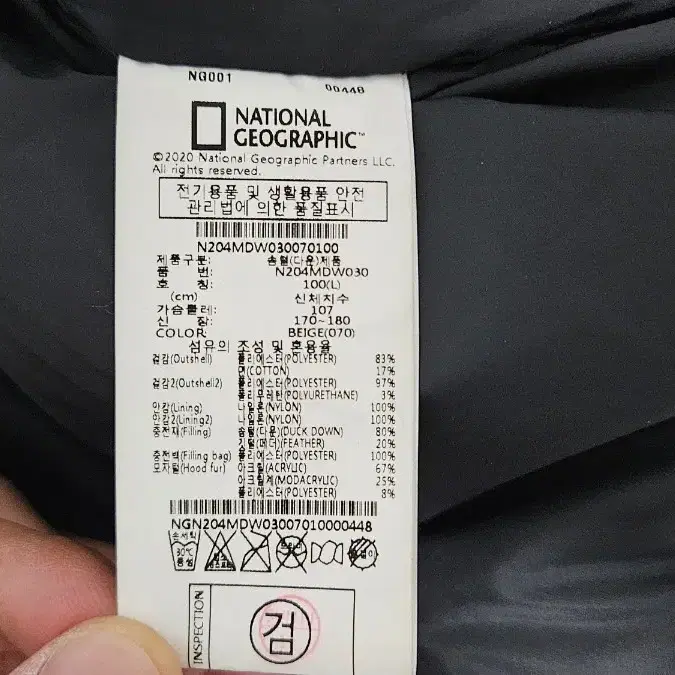 NG001
00448
NATIONAL
GEOGRAPHIC™
©2020 National Geographic Partners LLC.
All rights reserved.
전기용품 및 생활용품 안전
관리법에 의한 품질표시
N204MDW030070100
제품구분: 솜털(다운)제품
품 번: N204MDW030
호 칭: 100(L)
(cm) 신체치수
가슴둘레: 107
신 장: 170~180
COLOR: BEIGE(070)
섬유의 조성 및 혼용율
겉감(Outshell) 폴리에스터(POLYESTER) 83%
면(COTTON) 17%
겉감2(Outshell2) 폴리에스터(POLYESTER) 97%
폴리우레탄(POLYURETHANE) 3%
안감(Lining) 나일론(NYLON) 100%
안감2(Lining2) 나일론(NYLON) 100%
충전재(Filling) 솜털(다운)(DUCK DOWN) 80%
깃털(페더)(FEATHER) 20%
충전백(Filling bag) 폴리에스터(POLYESTER) 100%
모자털(Hood fur) 아크릴(ACRYLIC) 67%
아크릴계(MODACRYLIC) 25%
폴리에스터(POLYESTER) 8%
NGN204MDW03007010000448
손세탁
30℃
중성
INSPECTION
검